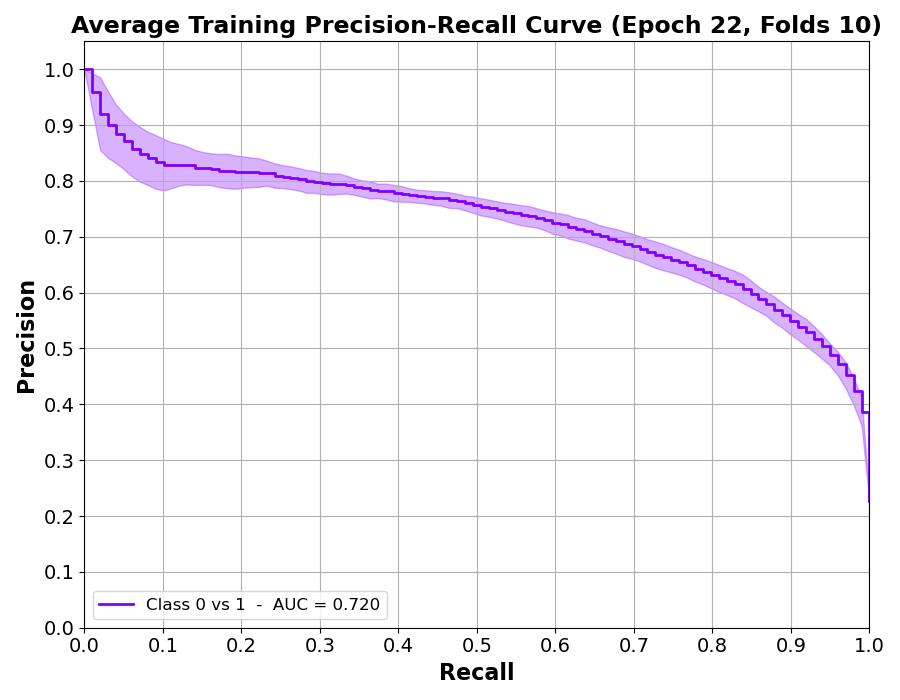 Average Training Precision-Recall Curve (Epoch 22, Folds 10)
Precision
1.0
0.9
0.8
0.7
0.6
0.5
0.4
0.3
0.2
0.1
0.0
Class 0 vs 1 - AUC = 0.720
0.0 0.1 0.2 0.3 0.4 0.5 0.6 0.7 0.8 0.9 1.0
Recall